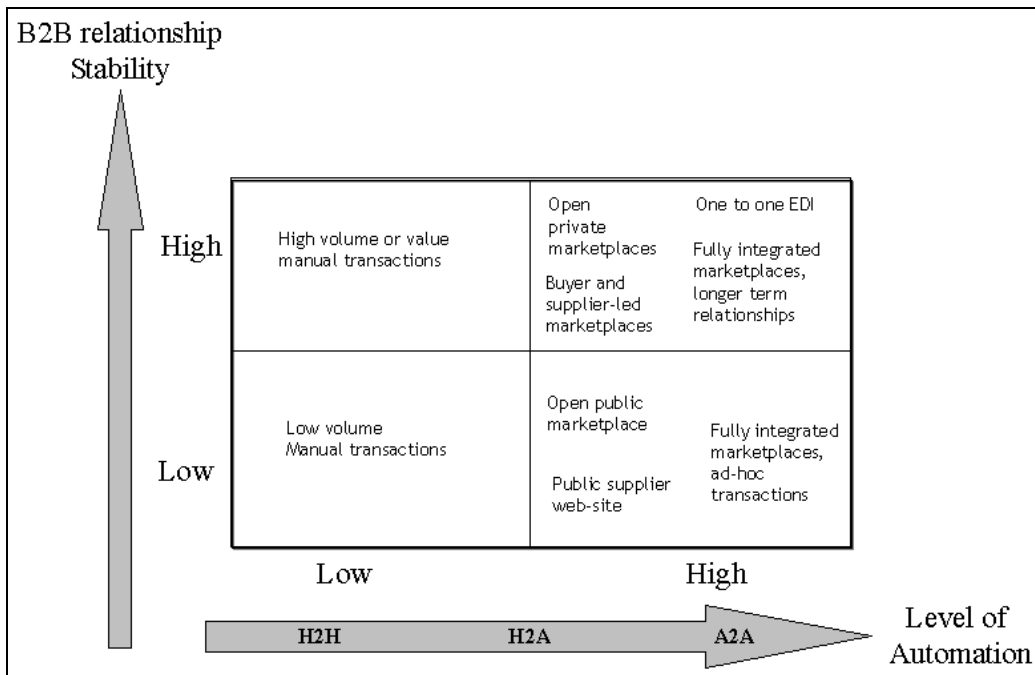 B2B relationship
Stability
High
High volume or value
manual transactions
Open
private
marketplaces
Buyer and
supplier-led
marketplaces
One to one EDI
Fully integrated
marketplaces,
longer term
relationships
Low
Low volume
Manual transactions
Open public
marketplace
Public supplier
web-site
Fully integrated
marketplaces,
ad-hoc
transactions
Low
High
H2H
H2A
A2A
Level of
Automation